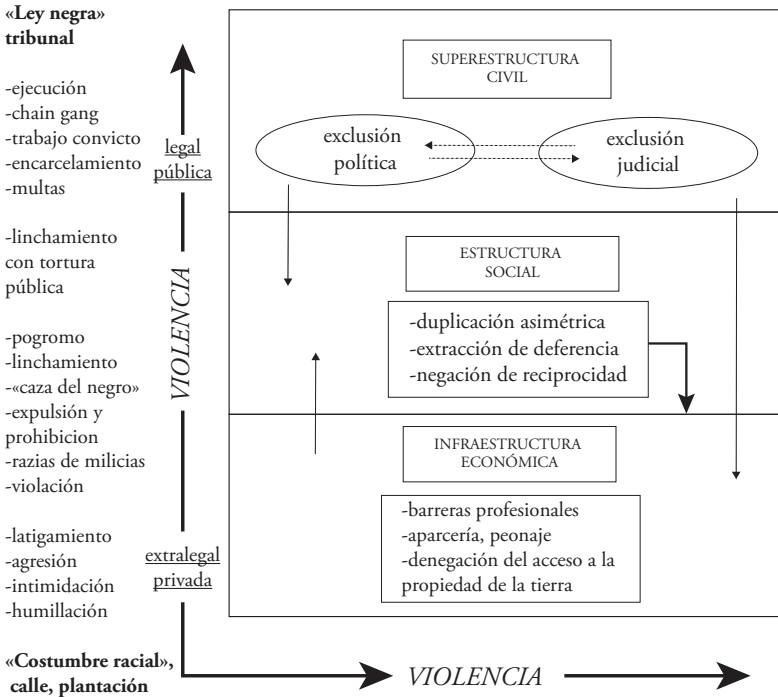 «Ley negra»
tribunal
-ejecución
-chain gang
-trabajo convicto
-encarcelamiento
-multas
-linchamiento
con tortura
pública
-pogromo
-linchamiento
-«caza del negro»
-expulsión y
prohibicion
-razias de milicias
-violación
-latigamiento
-agresión
-intimidación
-humillación
«Costumbre racial»,
calle, plantación
legal
pública
VIOLENCIA
extralegal
privada
SUPERESTRUCTURA
CIVIL
exclusión
política
exclusión
judicial
ESTRUCTURA
SOCIAL
-duplicación asimétrica
-extracción de deferencia
-negación de reciprocidad
INFRAESTRUCTURA
ECONÓMICA
-barreras profesionales
-aparcería, peonaje
-denegación del acceso a la
propiedad de la tierra
VIOLENCIA